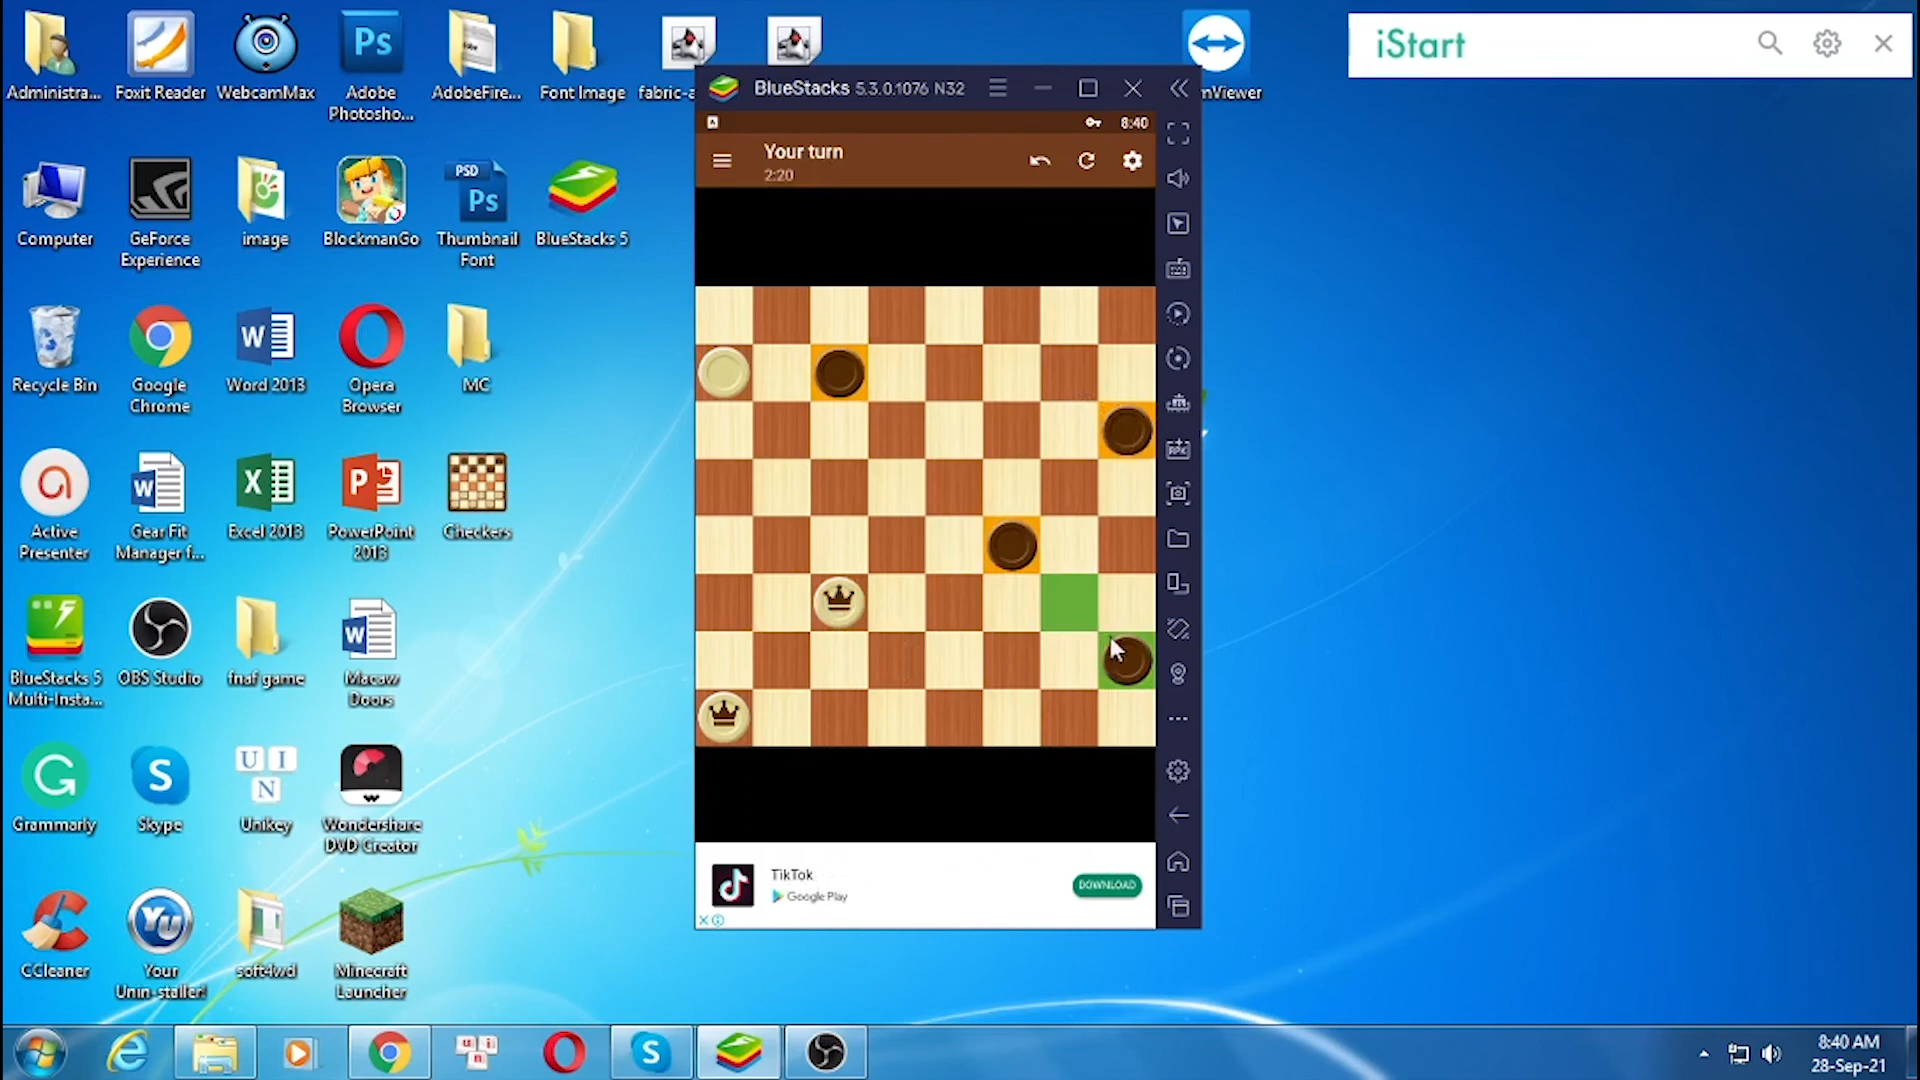 Administra...
Foxit Reader
WebcamMax
Adobe
Photosho...
AdobeFire...
Font Image
fabric-a
iStart
BlueStacks 5.3.0.1076 N32
8:40
Your turn
2:20
Computer
GeForce
Experience
image
BlockmanGo
PSD
Ps
Ps
Thumbnail
Font
BlueStacks 5
Recycle Bin
Google
Chrome
Word 2013
Opera
Browser
MC
Active
Presenter
Gear Fit
Manager f...
Excel 2013
PowerPoint
2013
Checkers
BlueStacks 5
Multi-Insta...
OBS Studio
fnaf game
Macaw
Doors
Grammarly
Skype
U I
N
Unikey
Wondershare
DVD Creator
CCleaner
Your
Unin-staller!
soft4wd
Minecraft
Launcher
TikTok
Google Play
DOWNLOAD
8:40 AM
28-Sep-21